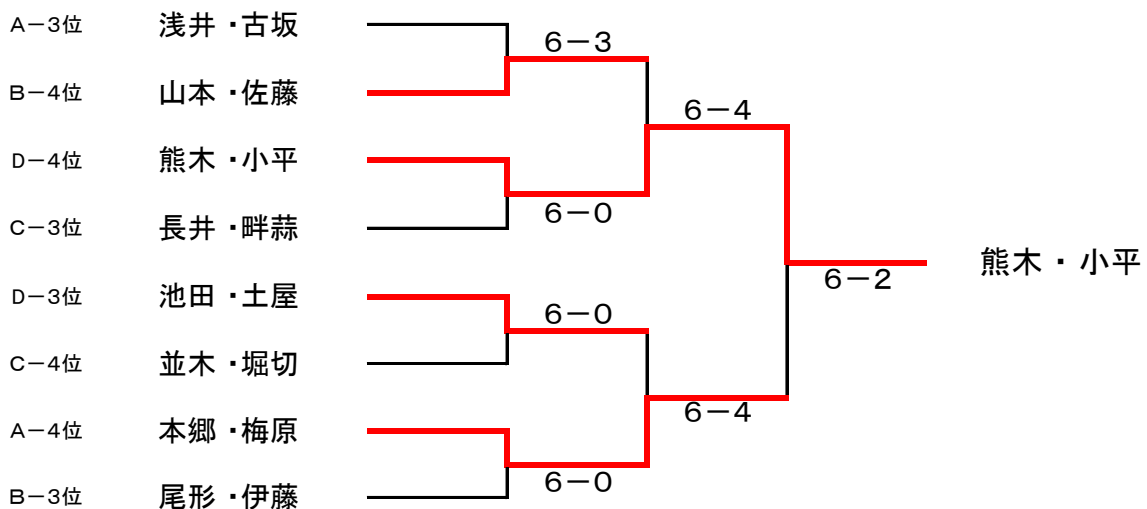 A－3位 浅井・古坂
6－3
B－4位 山本・佐藤
6－4
D－4位 熊木・小平
6－0
C－3位 長井・畔蒜
熊木・小平
6－2
D－3位 池田・土屋
6－0
C－4位 並木・堀切
6－4
A－4位 本郷・梅原
6－0
B－3位 尾形・伊藤